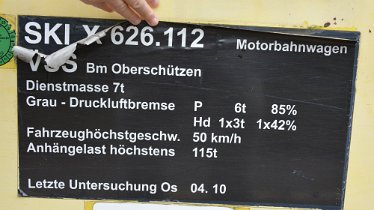 SKI X 626.112 Motorbahnwagen
VSS Bm Oberschützen
Dienstmasse 7t
Grau - Druckluftbremse P 6t 85%
Hd 1x3t 1x42%
Fahrzeughöchstgeschw. 50 km/h
Anhängelast höchstens 115t
Letzte Untersuchung Os 04. 10